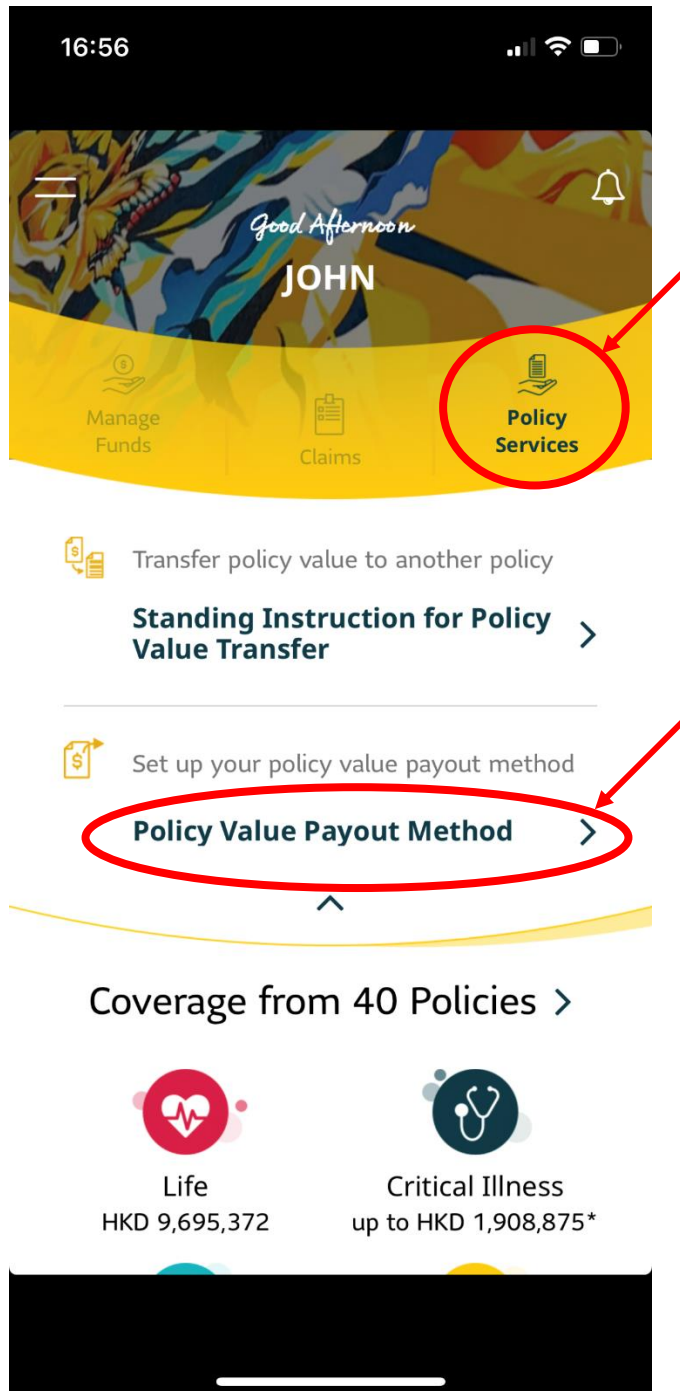 16:56
Good Afternoon
JOHN
Manage
Funds
Claims
Policy
Services
Transfer policy value to another policy
Standing Instruction for Policy
Value Transfer
Set up your policy value payout method
Policy Value Payout Method
Coverage from 40 Policies
Life
HKD 9,695,372
Critical Illness
up to HKD 1,908,875*